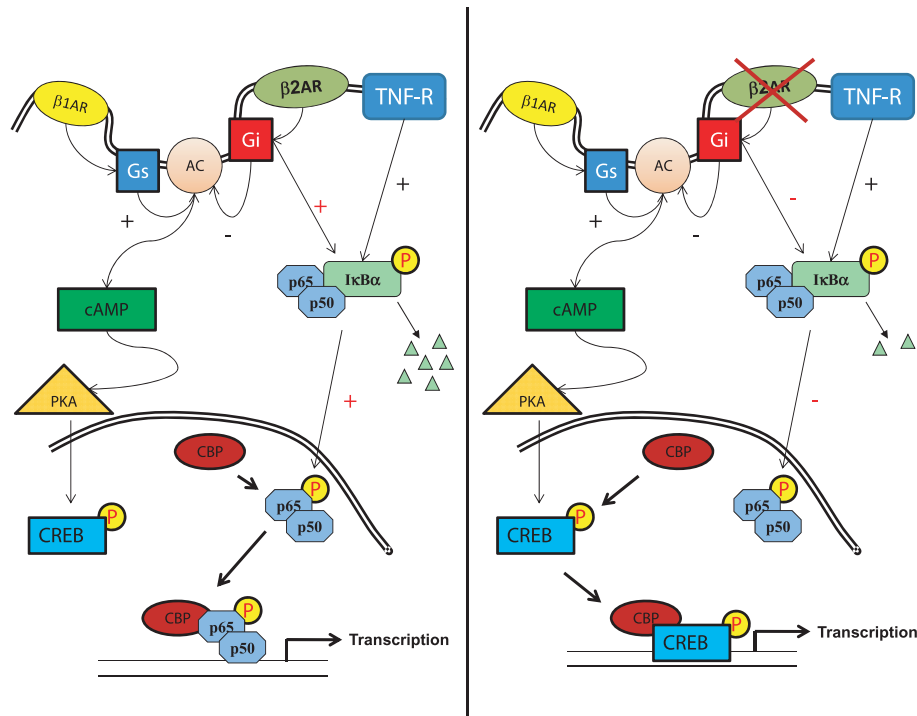 β1AR
β2AR
TNF-R
Gs
AC
Gi
+
-
+
+
p65
p50
IκBα
P
cAMP
PKA
+
CBP
P
p65
p50
CREB
P
CBP
p65
P
p50
Transcription
β1AR
β2AR
TNF-R
Gs
AC
Gi
+
-
-
+
p65
p50
IκBα
P
cAMP
PKA
-
CBP
P
p65
p50
CREB
P
CBP
CREB
P
Transcription